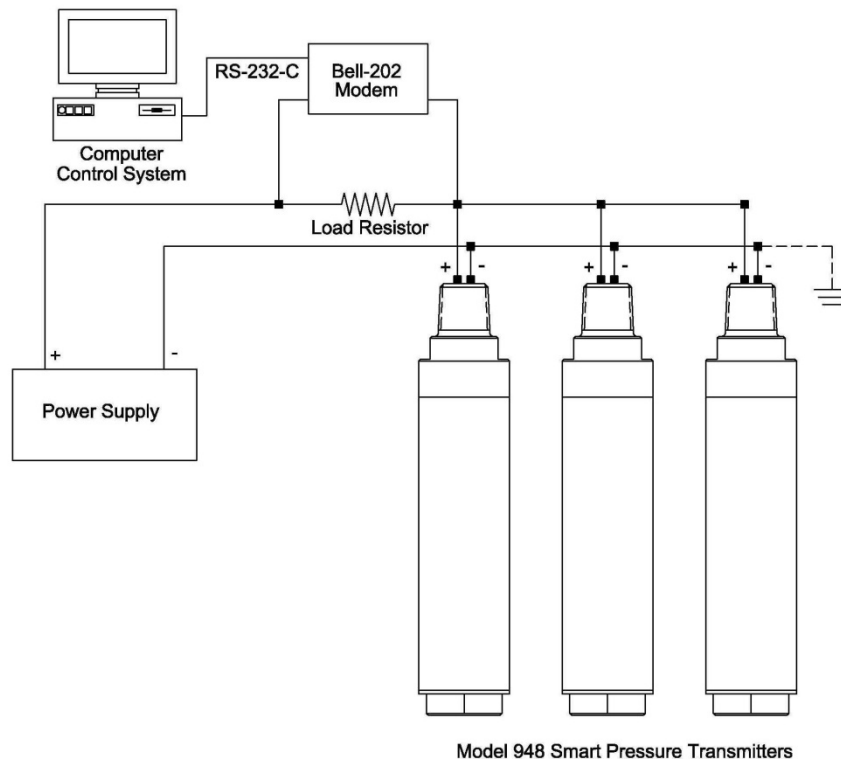 RS-232-C
Bell-202
Modem
Computer
Control System
Load Resistor
+ - + - + -
+ -
Power Supply
Model 948 Smart Pressure Transmitters